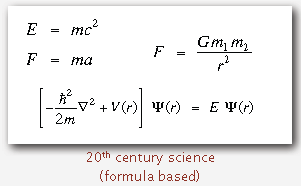 E = mc²
F = ma
F = Gm₁m₂ / r²
[-ℏ²/2m ∇² + V(r)] Ψ(r) = E Ψ(r)
20th century science
(formula based)